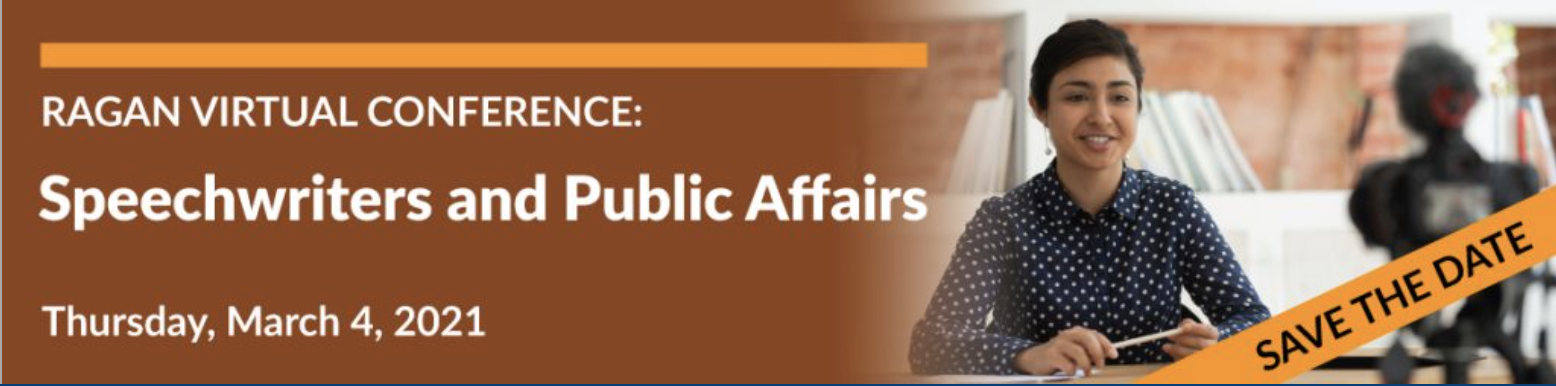 RAGAN VIRTUAL CONFERENCE:
Speechwriters and Public Affairs
Thursday, March 4, 2021
SAVE THE DATE